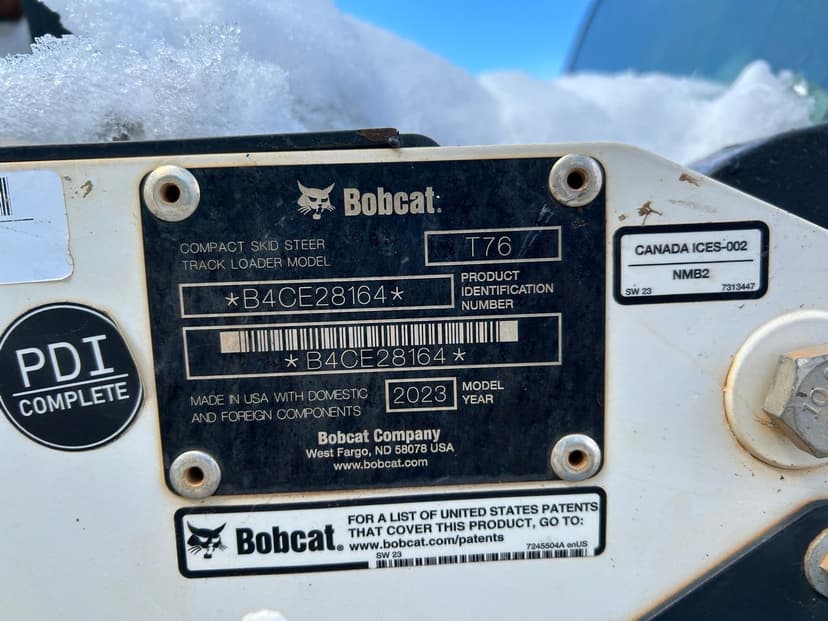 Bobcat.
COMPACT SKID STEER
TRACK LOADER MODEL
T76
*B4CE28164*
PRODUCT
IDENTIFICATION
NUMBER
*B4CE28164*
MADE IN USA WITH DOMESTIC
AND FOREIGN COMPONENTS
2023
MODEL
YEAR
Bobcat Company
West Fargo, ND 58078 USA
www.bobcat.com
CANADA ICES-002
NMB2
SW 23
7313447
PDI
COMPLETE
Bobcat.
FOR A LIST OF UNITED STATES PATENTS
THAT COVER THIS PRODUCT, GO TO:
www.bobcat.com/patents
7245504A enUS
SW 23
10